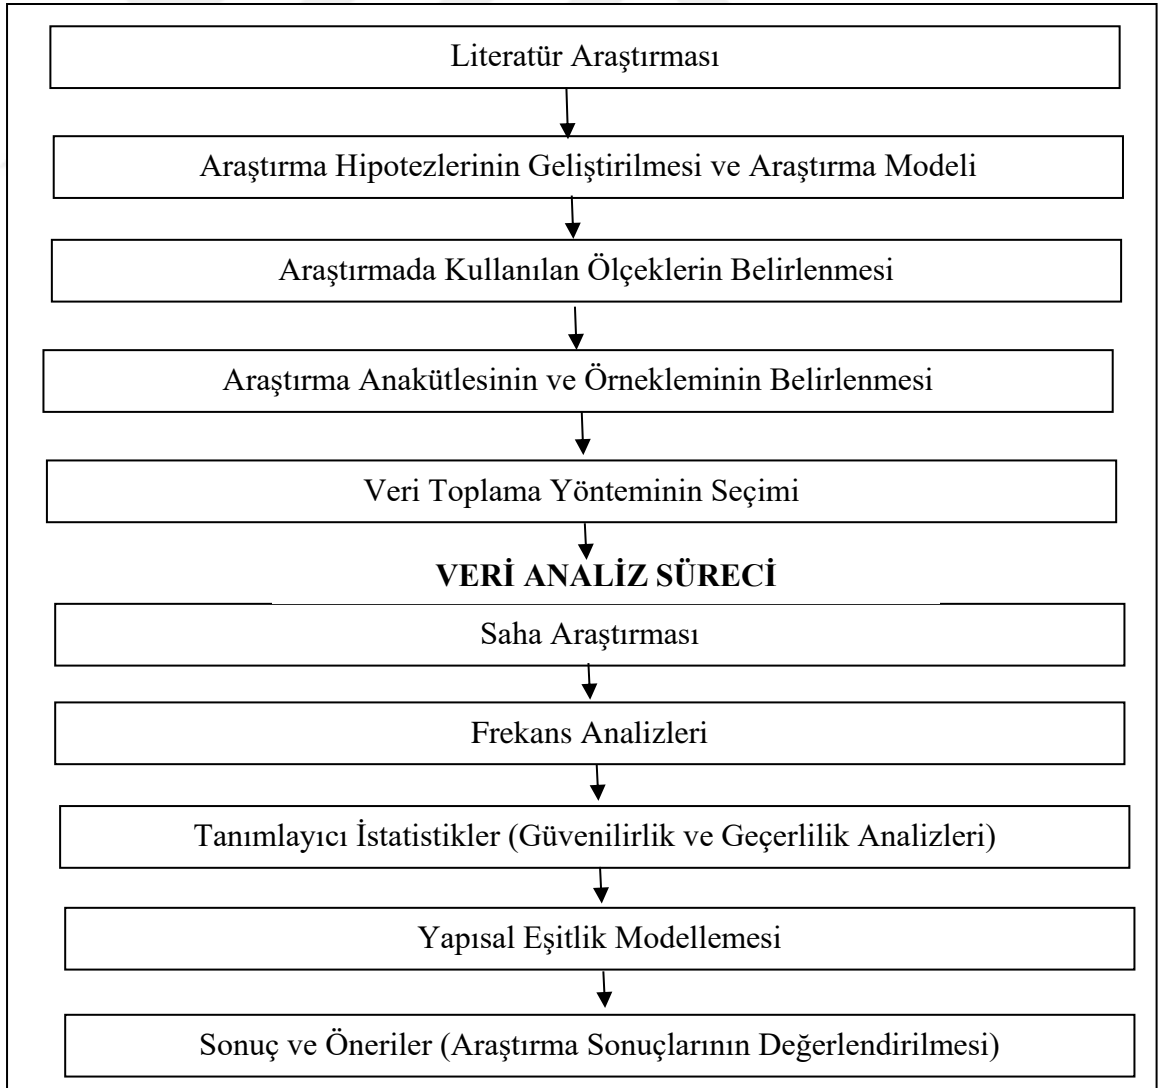 Literatür Araştırması
Araştırma Hipotezlerinin Geliştirilmesi ve Araştırma Modeli
Araştırmada Kullanılan Ölçeklerin Belirlenmesi
Araştırma Anakütlesinin ve Örnekleminin Belirlenmesi
Veri Toplama Yönteminin Seçimi
VERİ ANALİZ SÜRECİ
Saha Araştırması
Frekans Analizleri
Tanımlayıcı İstatistikler (Güvenilirlik ve Geçerlilik Analizleri)
Yapısal Eşitlik Modellemesi
Sonuç ve Öneriler (Araştırma Sonuçlarının Değerlendirilmesi)